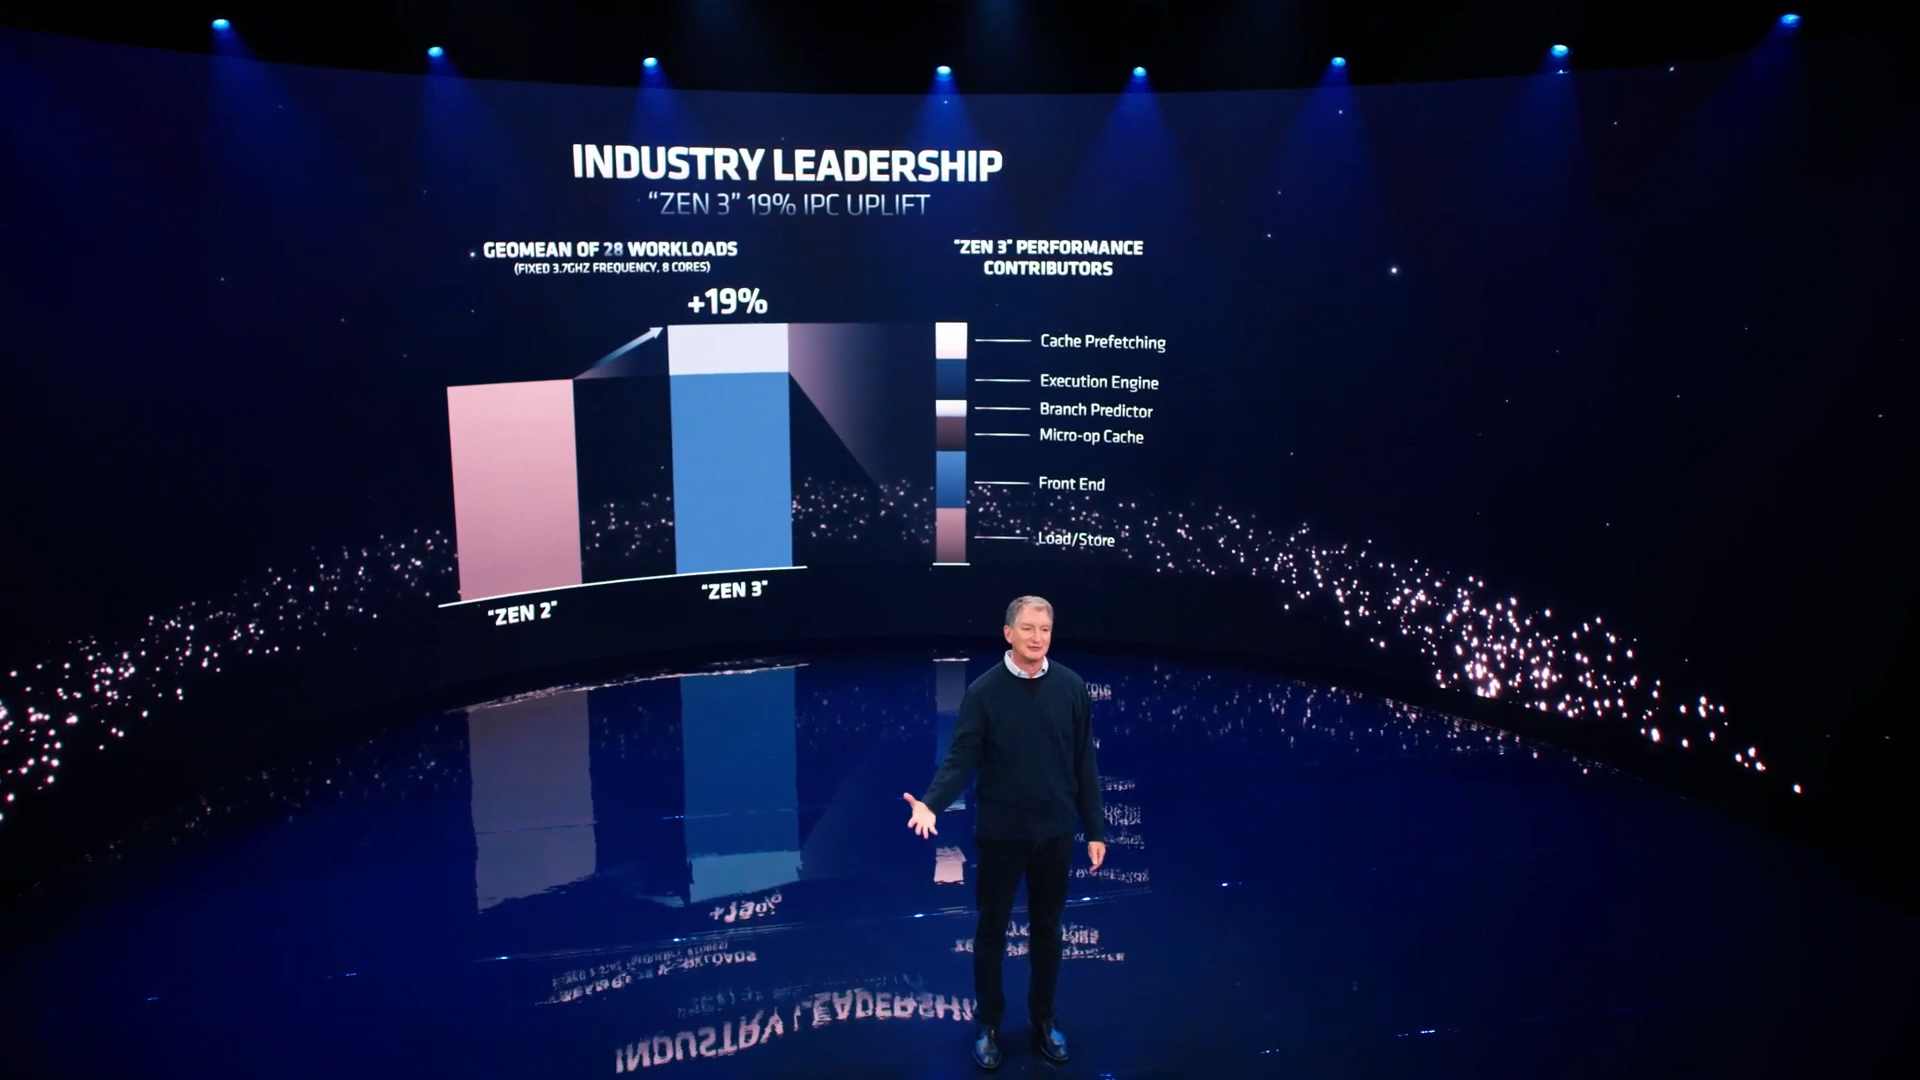 INDUSTRY LEADERSHIP
“ZEN 3” 19% IPC UPLIFT
GEOMEAN OF 28 WORKLOADS
(FIXED 3.7GHZ FREQUENCY, 8 CORES)
+19%
“ZEN 2”
“ZEN 3”
“ZEN 3” PERFORMANCE
CONTRIBUTORS
Cache Prefetching
Execution Engine
Branch Predictor
Micro-op Cache
Front End
Load/Store